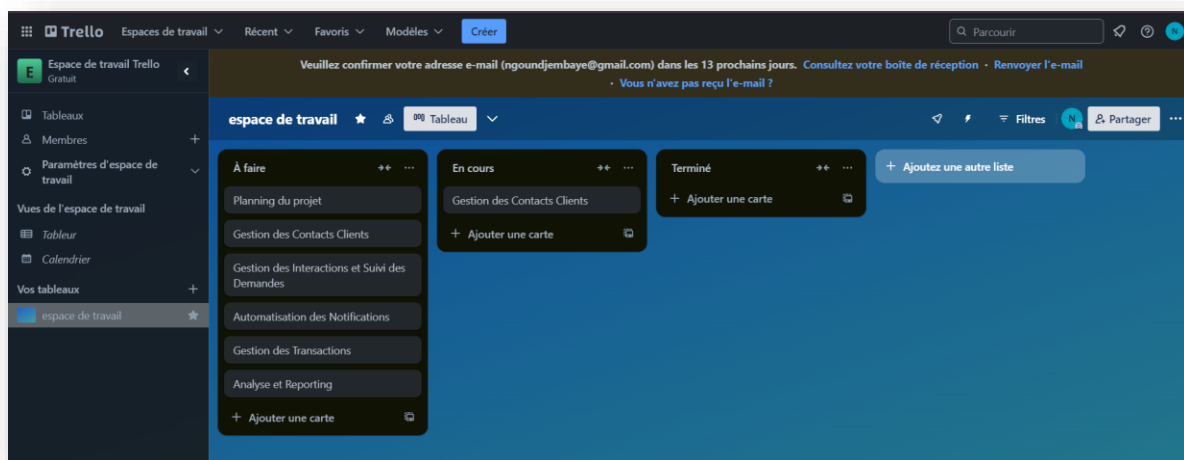 Trello Espaces de travail Récent Favoris Modèles Créer Parcourir N
E Espace de travail Trello
Gratuit
Veuillez confirmer votre adresse e-mail (ngoundjembaye@gmail.com) dans les 13 prochains jours. Consultez votre boîte de réception · Renvoyer l'e-mail
· Vous n'avez pas reçu l'e-mail ?
Tableaux
Membres
Paramètres d'espace de
travail
Vues de l'espace de travail
Tableur
Calendrier
Vos tableaux
espace de travail
espace de travail Tableau Filtres N Partager
À faire
Planning du projet
Gestion des Contacts Clients
Gestion des Interactions et Suivi des
Demandes
Automatisation des Notifications
Gestion des Transactions
Analyse et Reporting
+ Ajouter une carte
En cours
Gestion des Contacts Clients
+ Ajouter une carte
Terminé
+ Ajouter une carte
+ Ajoutez une autre liste